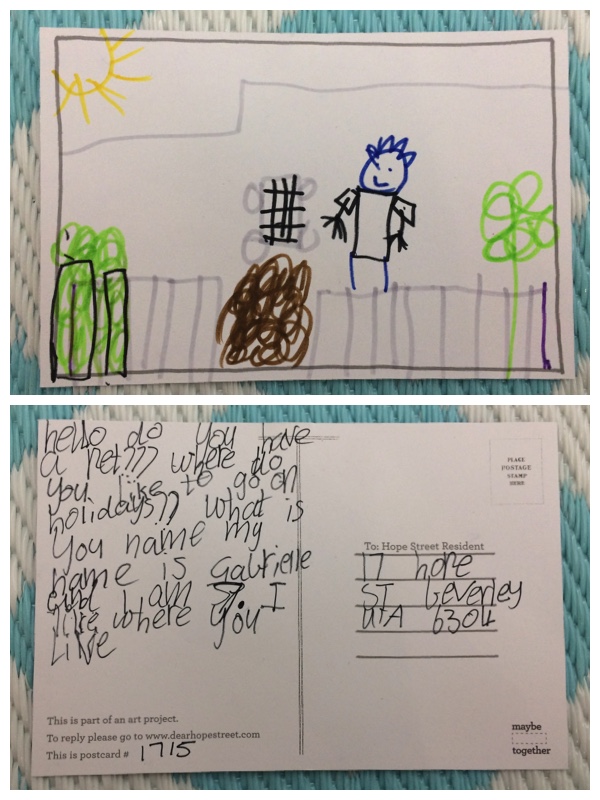 hello do you have
a pet??? where do
you like to go on
holidays?? what is
you name my
name is Gabrielle
and I am 7. I
like where you
LiVe
This is part of an art project.
To reply please go to www.dearhopestreet.com
This is postcard # 1715
PLACE
POSTAGE
STAMP
HERE
To: Hope Street Resident
17 hope
ST beverley
WA 6304
maybe
together